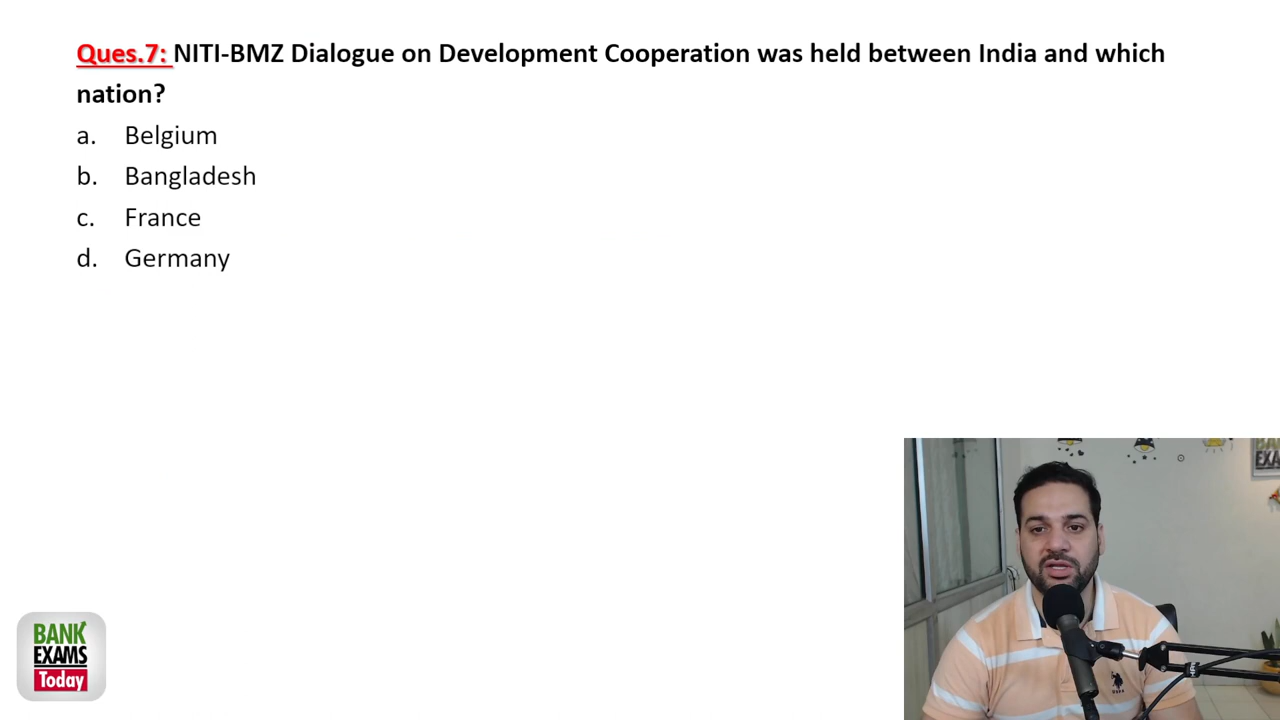 Ques.7: NITI-BMZ Dialogue on Development Cooperation was held between India and which
nation?
a. Belgium
b. Bangladesh
c. France
d. Germany
BANK
EXAMS
Today